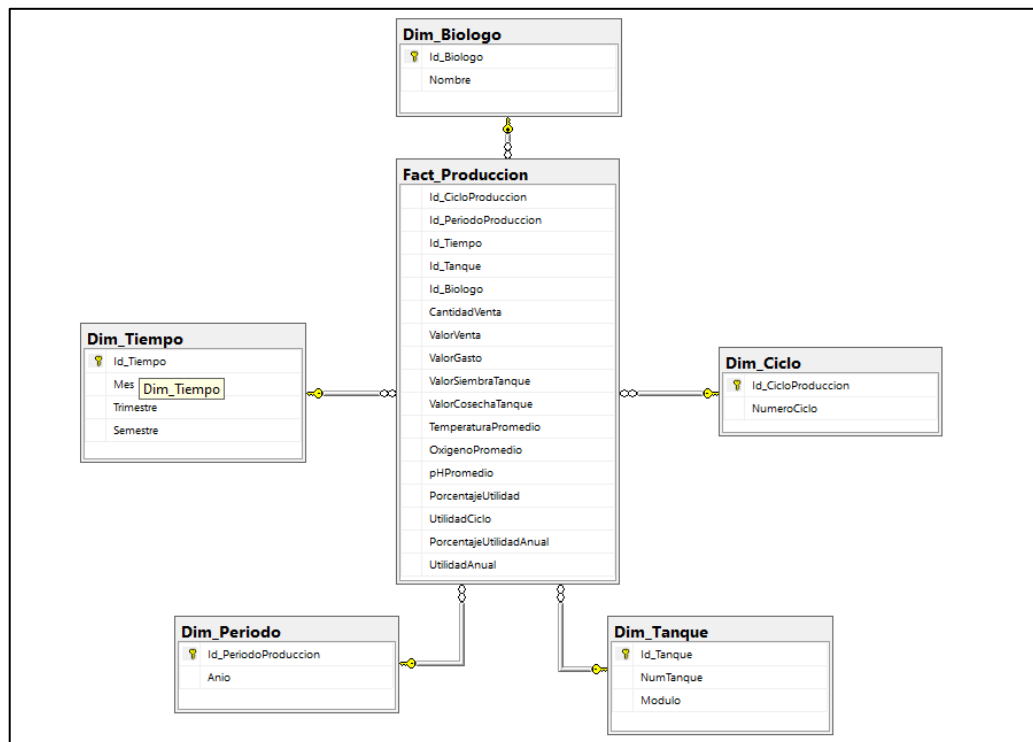 Dim_Biologo
Id_Biologo
Nombre
Fact_Produccion
Id_CicloProduccion
Id_PeriodoProduccion
Id_Tiempo
Id_Tanque
Id_Biologo
CantidadVenta
ValorVenta
ValorGasto
ValorSiembraTanque
ValorCosechaTanque
TemperaturaPromedio
OxigenoPromedio
pHPromedio
PorcentajeUtilidad
UtilidadCiclo
PorcentajeUtilidadAnual
UtilidadAnual
Dim_Tiempo
Id_Tiempo
Mes
Dim_Tiempo
Trimestre
Semestre
Dim_Ciclo
Id_CicloProduccion
NumeroCiclo
Dim_Periodo
Id_PeriodoProduccion
Anio
Dim_Tanque
Id_Tanque
NumTanque
Modulo